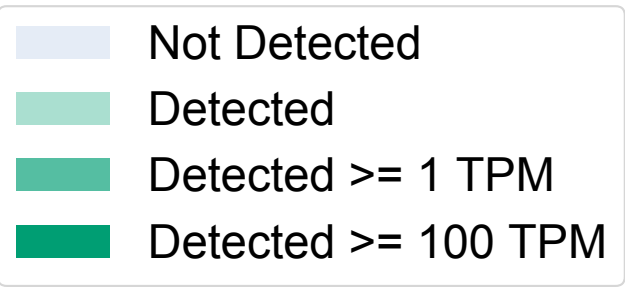 Not Detected
Detected
Detected >= 1 TPM
Detected >= 100 TPM